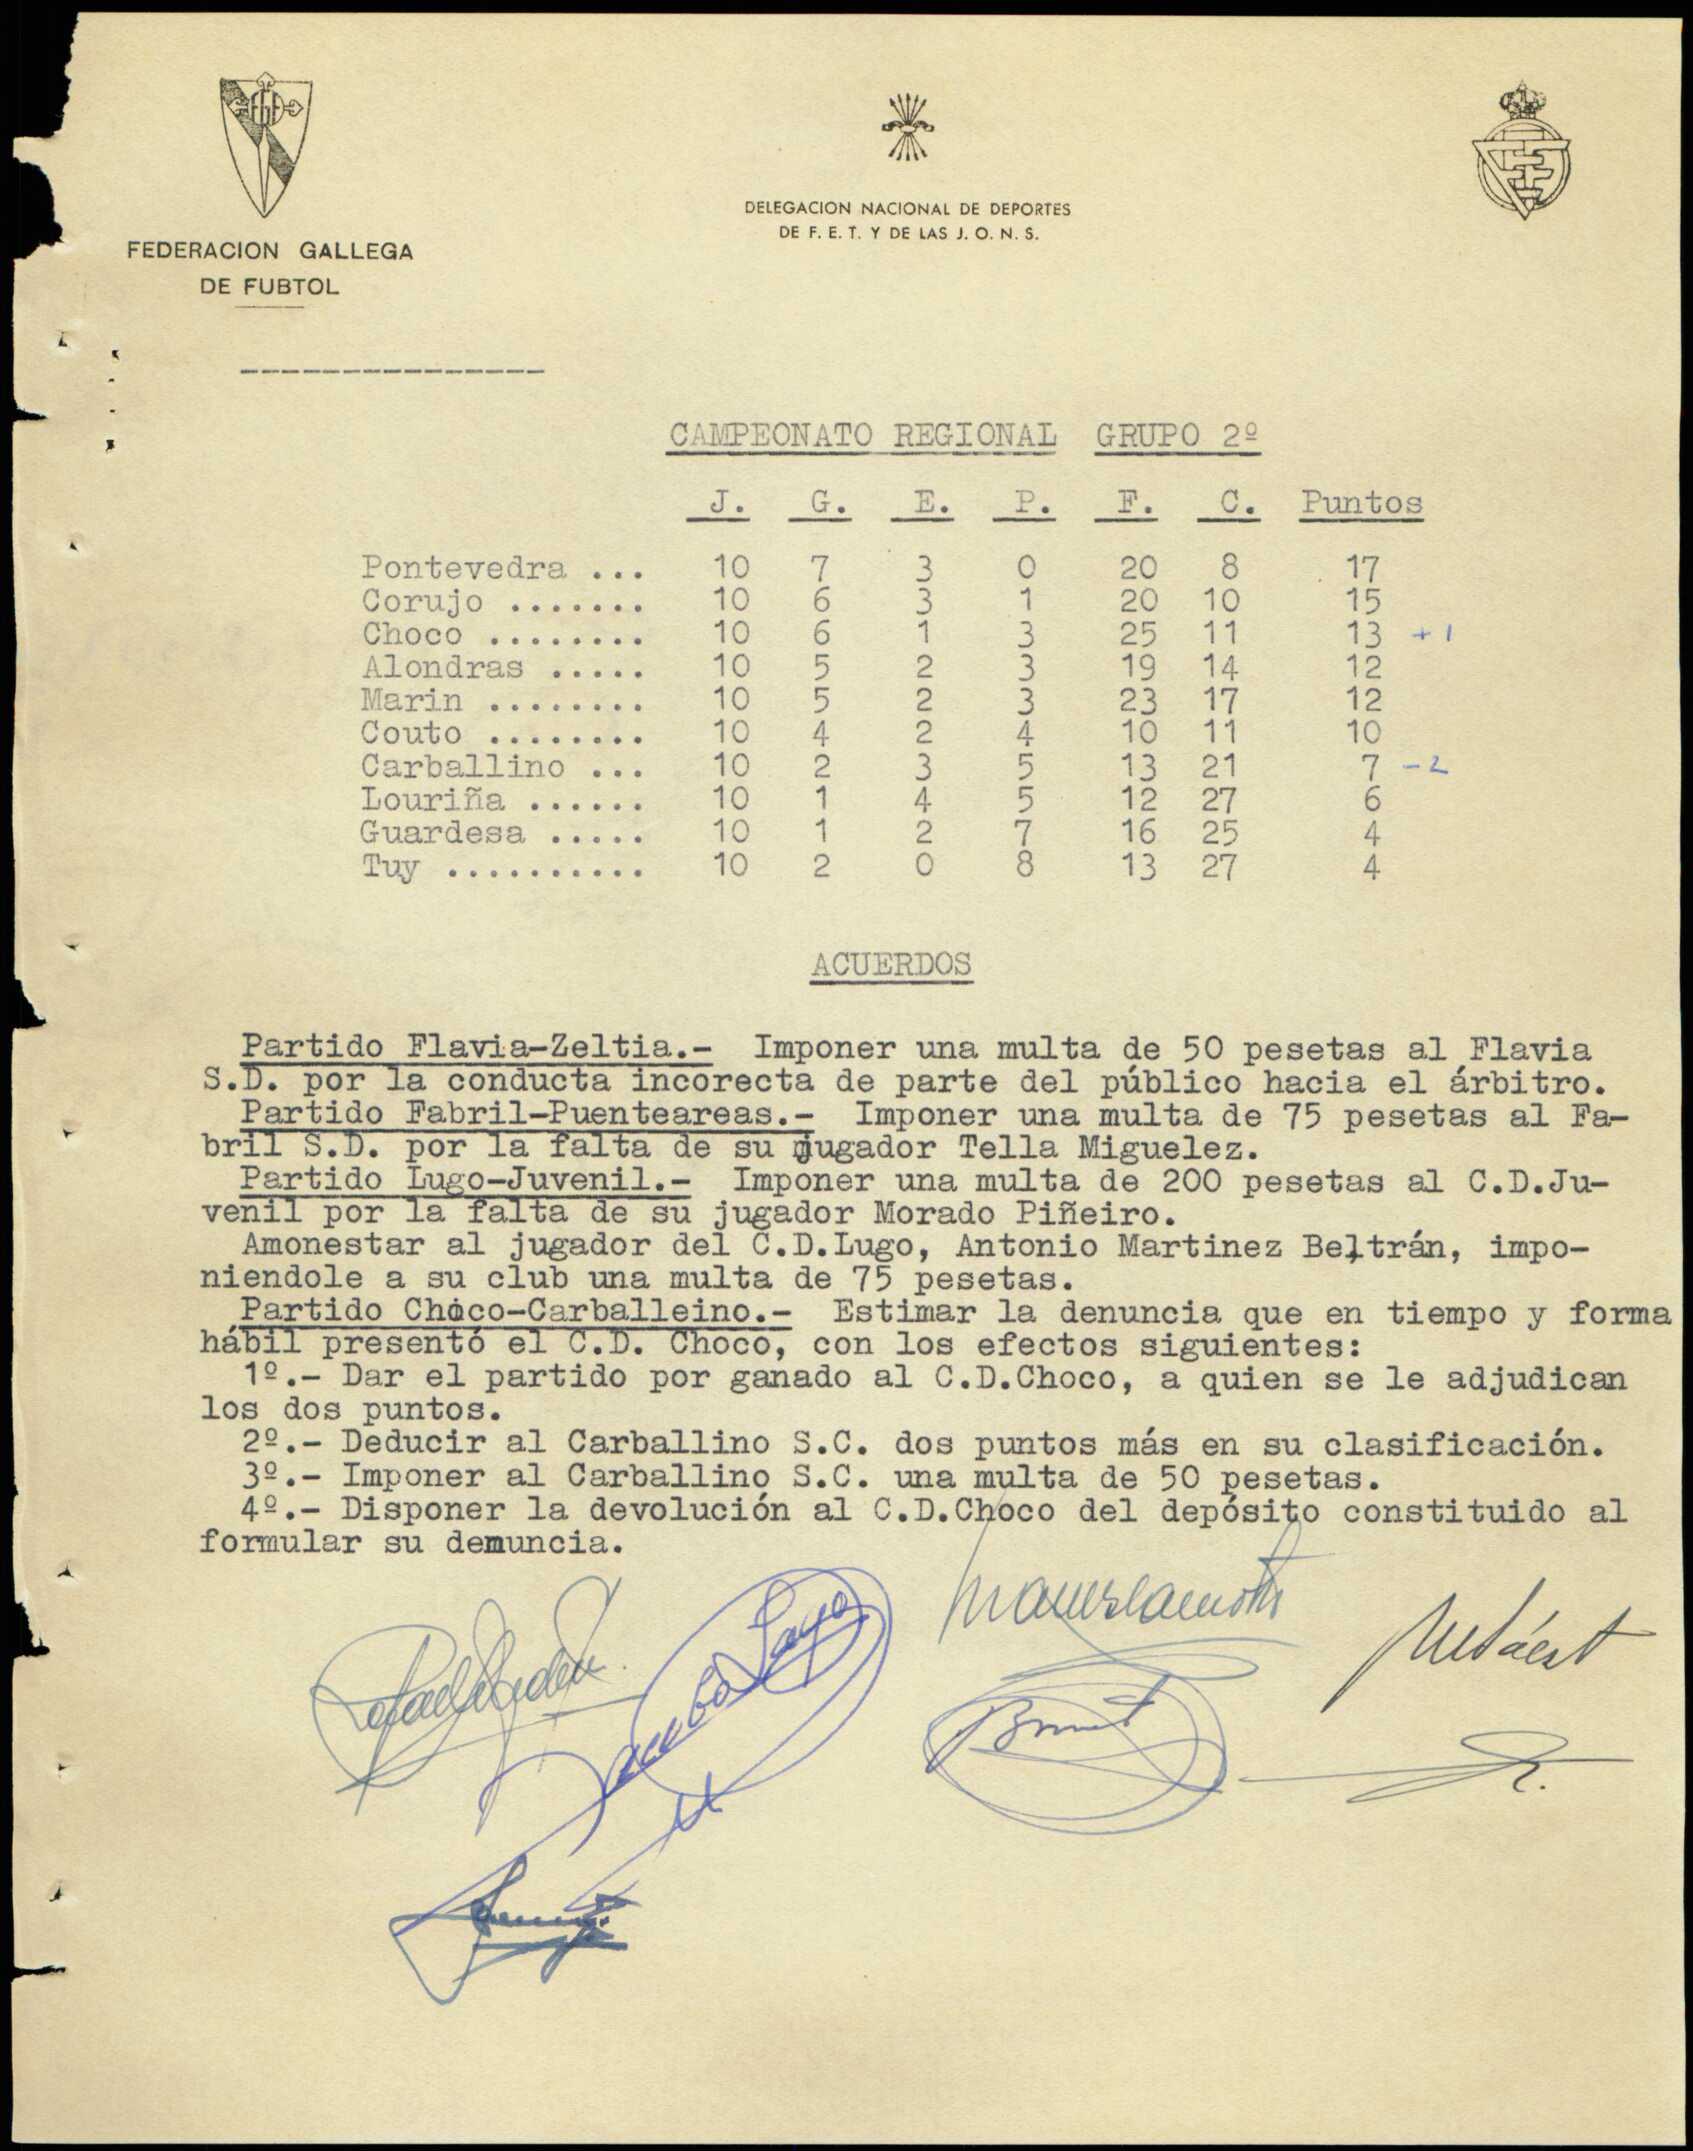 FEDERACION GALLEGA
DE FUBTOL
DELEGACION NACIONAL DE DEPORTES
DE F. E. T. Y DE LAS J. O. N. S.
---------------
CAMPEONATO REGIONAL GRUPO 2º
J. G. E. P. F. C. Puntos
Pontevedra ... 10 7 3 0 20 8 17
Corujo ....... 10 6 3 1 20 10 15
Choco ........ 10 6 1 3 25 11 13 + 1
Alondras ..... 10 5 2 3 19 14 12
Marin ........ 10 5 2 3 23 17 12
Couto ........ 10 4 2 4 10 11 10
Carballino ... 10 2 3 5 13 21 7 - 2
Louriña ...... 10 1 4 5 12 27 6
Guardesa ..... 10 1 2 7 16 25 4
Tuy .......... 10 2 0 8 13 27 4
ACUERDOS
Partido Flavia-Zeltia.- Imponer una multa de 50 pesetas al Flavia
S.D. por la conducta incorecta de parte del público hacia el árbitro.
Partido Fabril-Puenteareas.- Imponer una multa de 75 pesetas al Fa-
bril S.D. por la falta de su jugador Tella Miguelez.
Partido Lugo-Juvenil.- Imponer una multa de 200 pesetas al C.D.Ju-
venil por la falta de su jugador Morado Piñeiro.
Amonestar al jugador del C.D.Lugo, Antonio Martinez Beltrán, impo-
niendole a su club una multa de 75 pesetas.
Partido Choco-Carballeino.- Estimar la denuncia que en tiempo y forma
hábil presentó el C.D. Choco, con los efectos siguientes:
1º.- Dar el partido por ganado al C.D.Choco, a quien se le adjudican
los dos puntos.
2º.- Deducir al Carballino S.C. dos puntos más en su clasificación.
3º.- Imponer al Carballino S.C. una multa de 50 pesetas.
4º.- Disponer la devolución al C.D.Choco del depósito constituido al
formular su denuncia.